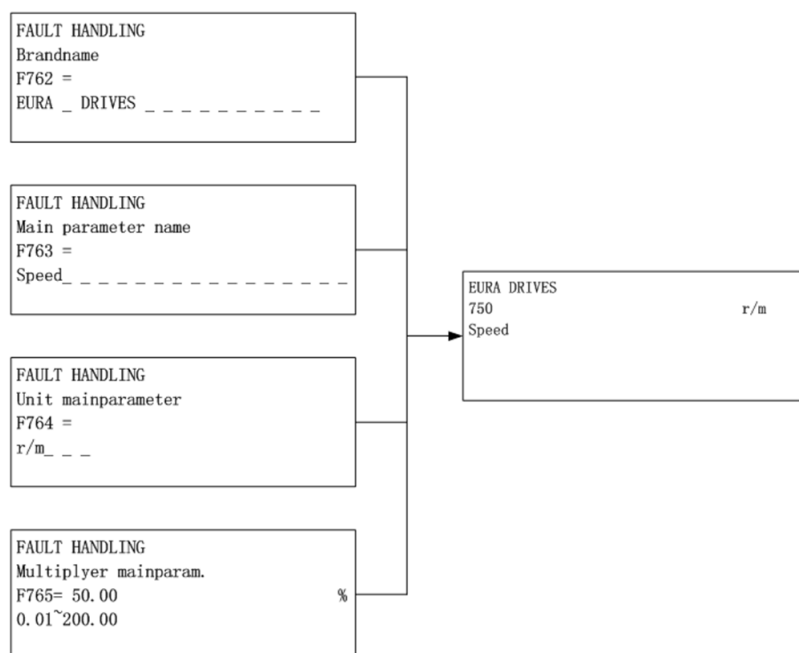 FAULT HANDLING
Brandname
F762 =
EURA _ DRIVES _ _ _ _ _ _ _ _ _ _
FAULT HANDLING
Main parameter name
F763 =
Speed_ _ _ _ _ _ _ _ _ _ _ _ _ _ _ _
FAULT HANDLING
Unit mainparameter
F764 =
r/m_ _ _
FAULT HANDLING
Multiplyer mainparam.
F765= 50.00 %
0.01~200.00
EURA DRIVES
750 r/m
Speed